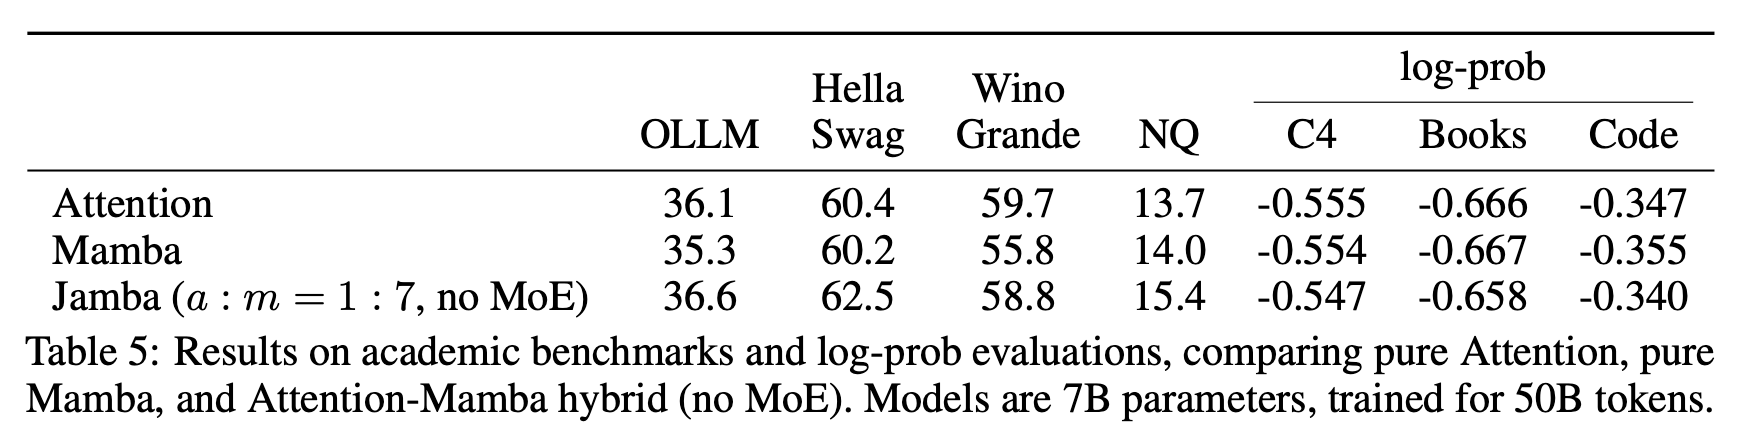 log-prob
Hella Wino
OLLM Swag Grande NQ C4 Books Code
Attention 36.1 60.4 59.7 13.7 -0.555 -0.666 -0.347
Mamba 35.3 60.2 55.8 14.0 -0.554 -0.667 -0.355
Jamba (a : m = 1 : 7, no MoE) 36.6 62.5 58.8 15.4 -0.547 -0.658 -0.340
Table 5: Results on academic benchmarks and log-prob evaluations, comparing pure Attention, pure
Mamba, and Attention-Mamba hybrid (no MoE). Models are 7B parameters, trained for 50B tokens.